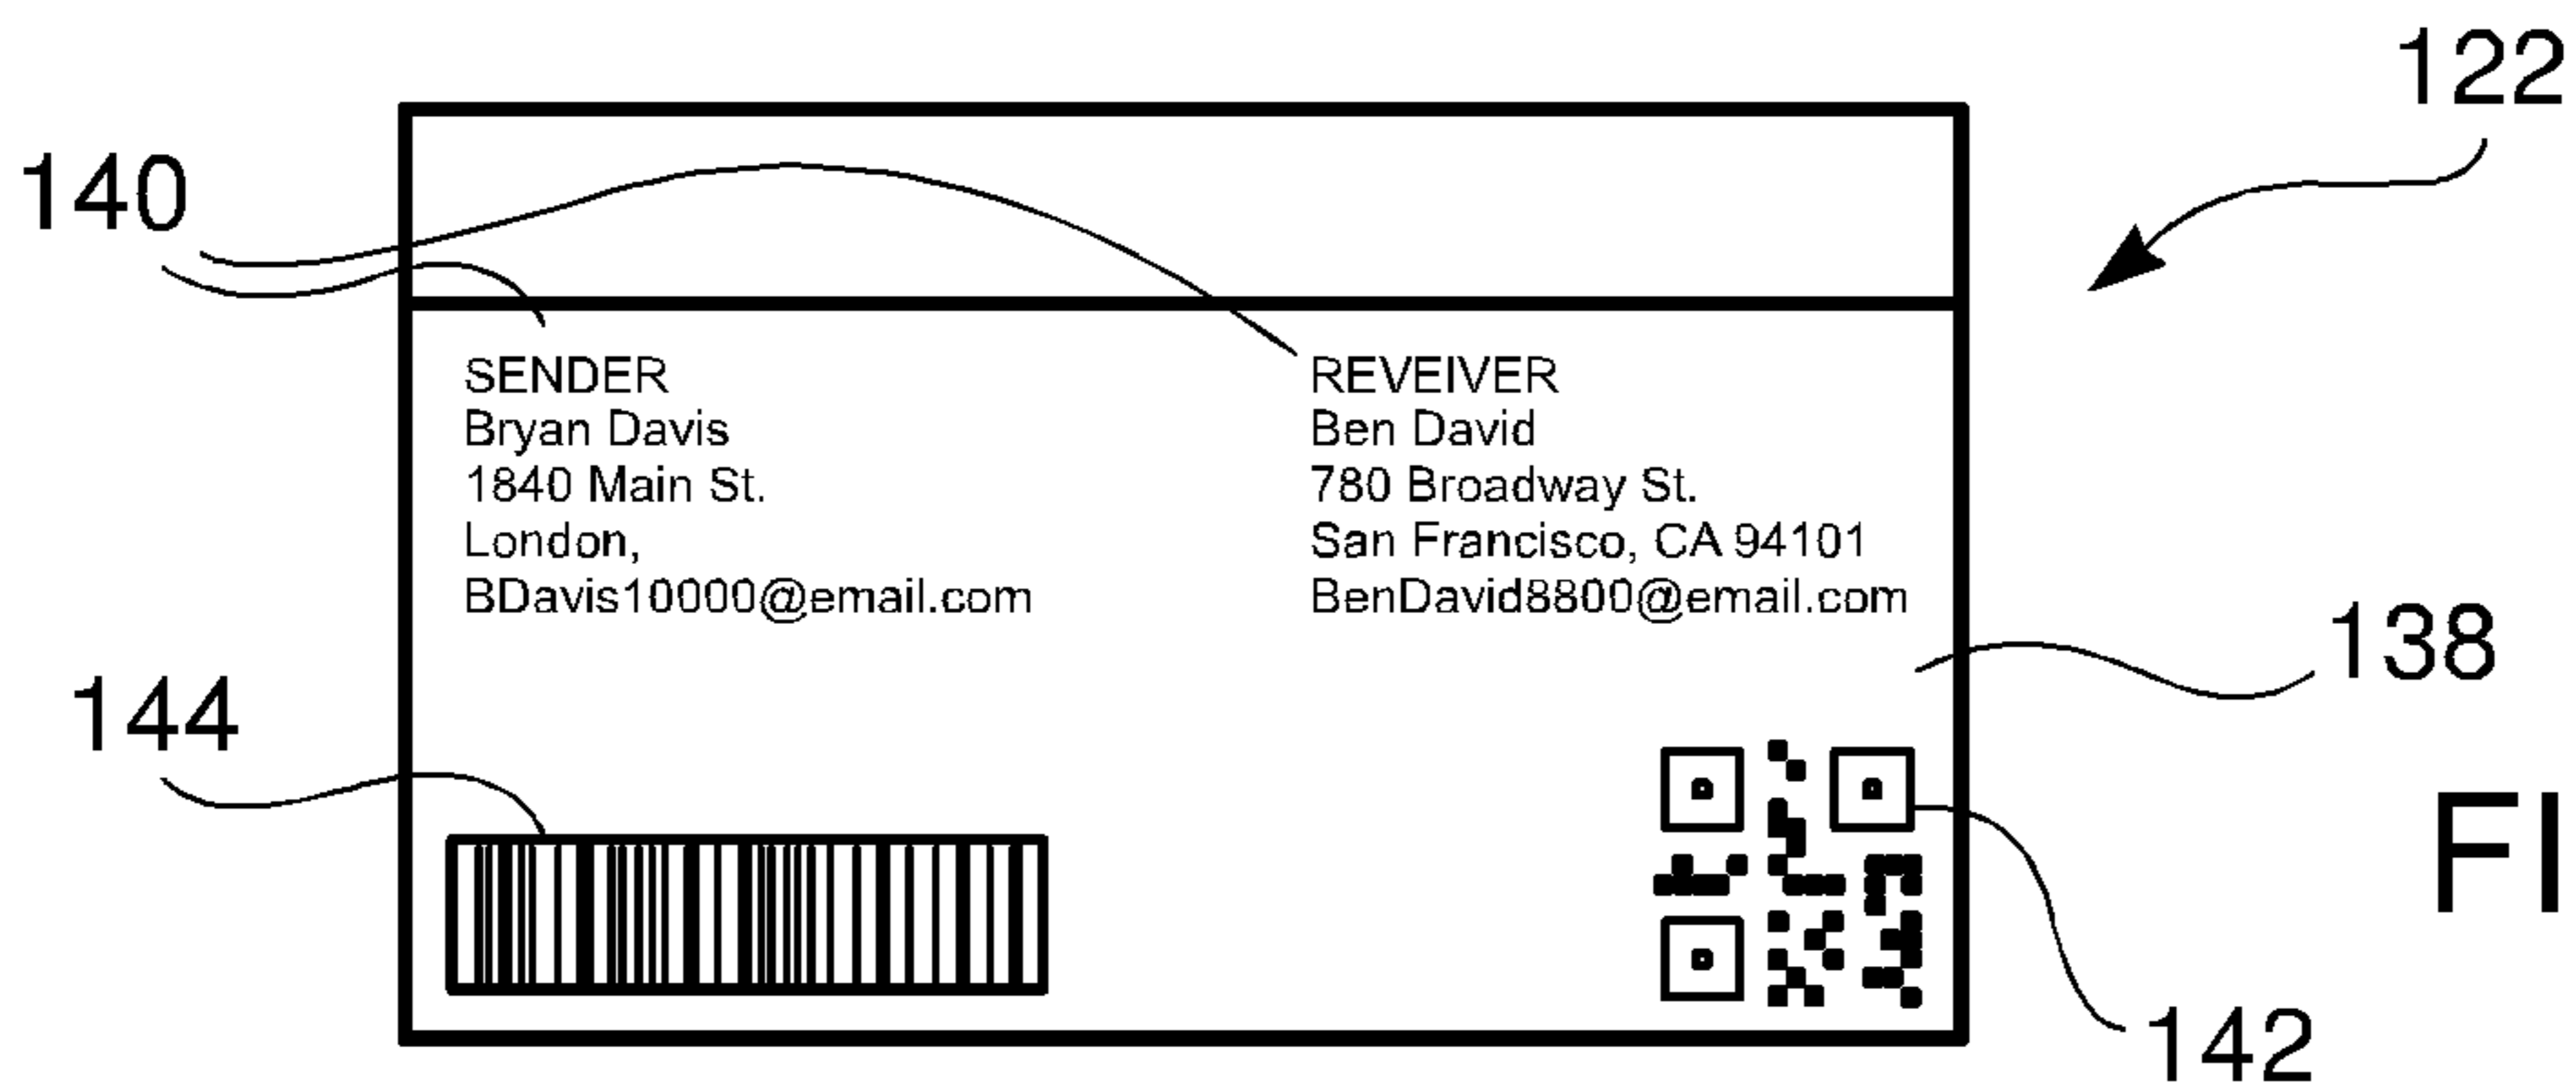 122
140
SENDER
Bryan Davis
1840 Main St.
London,
BDavis10000@email.com
REVEIVER
Ben David
780 Broadway St.
San Francisco, CA 94101
BenDavid8800@email.com
138
144
FI
142